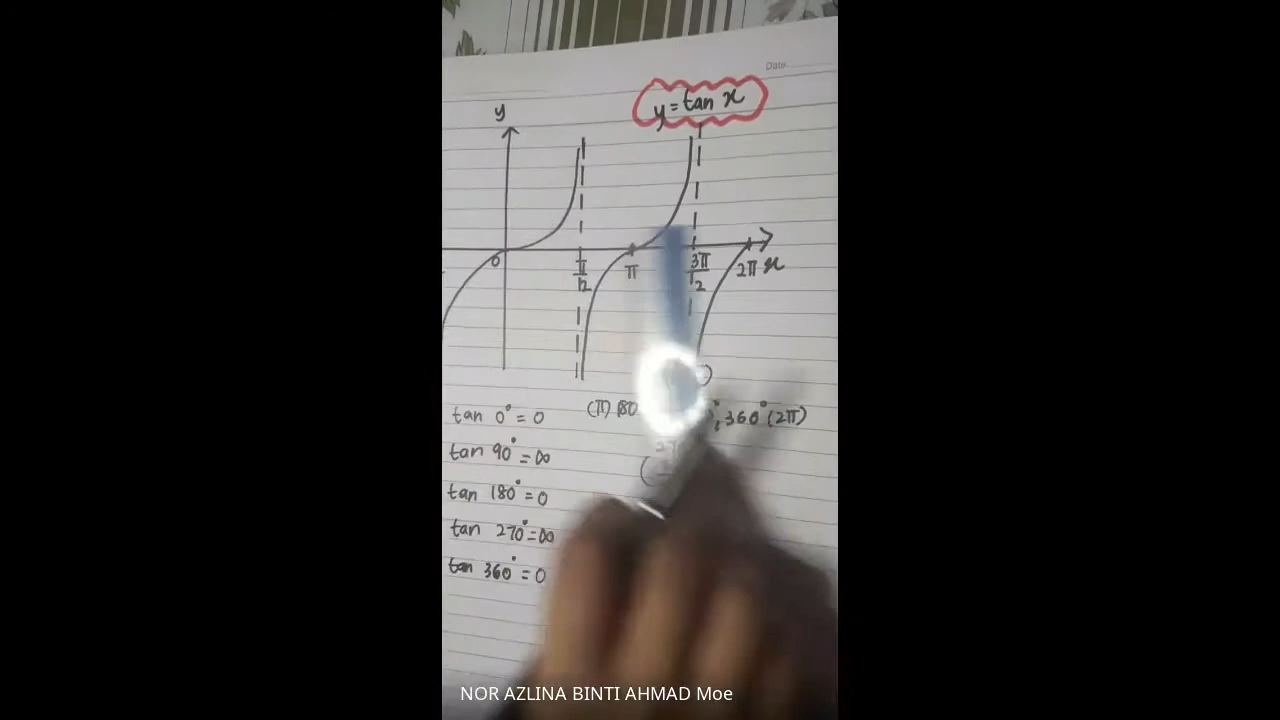 Date
y = tan x
y
0
π/2
π
3π/2
2π
x
tan 0° = 0
(π) 180 , 360° (2π)
tan 90° = ∞
tan 180° = 0
tan 270° = ∞
tan 360° = 0
NOR AZLINA BINTI AHMAD Moe